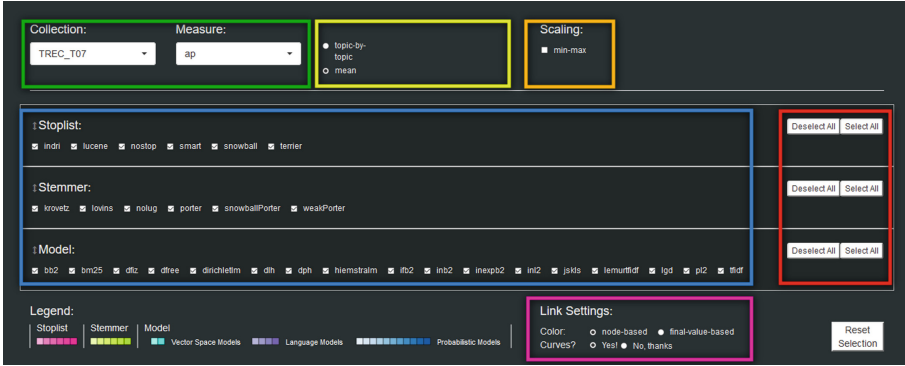 Collection: Measure: Scaling:
TREC_T07 ap topic-by-topic min-max
mean
Stoplist: Deselect All Select All
indri lucene nostop smart snowball terrier
Stemmer: Deselect All Select All
krovetz lovins nolug porter snowballPorter weakPorter
Model: Deselect All Select All
bb2 bm25 dfiz dfree dirichletlm dlh dph hiemstralm ifb2 inb2 inexpb2 inl2 jskls lemurtfidf lgd pl2 tfidf
Legend: Link Settings:
Stoplist Stemmer Model Color: node-based final-value-based
Vector Space Models Language Models Probabilistic Models Curves? Yes! No, thanks
Reset
Selection